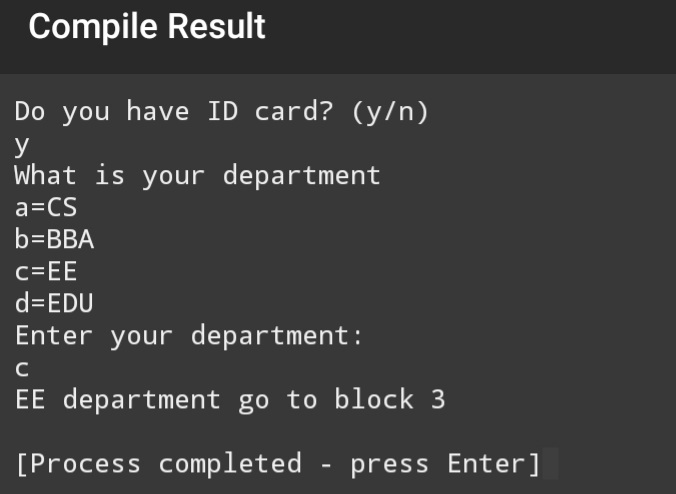 Compile Result
Do you have ID card? (y/n)
y
What is your department
a=CS
b=BBA
c=EE
d=EDU
Enter your department:
c
EE department go to block 3
[Process completed - press Enter]